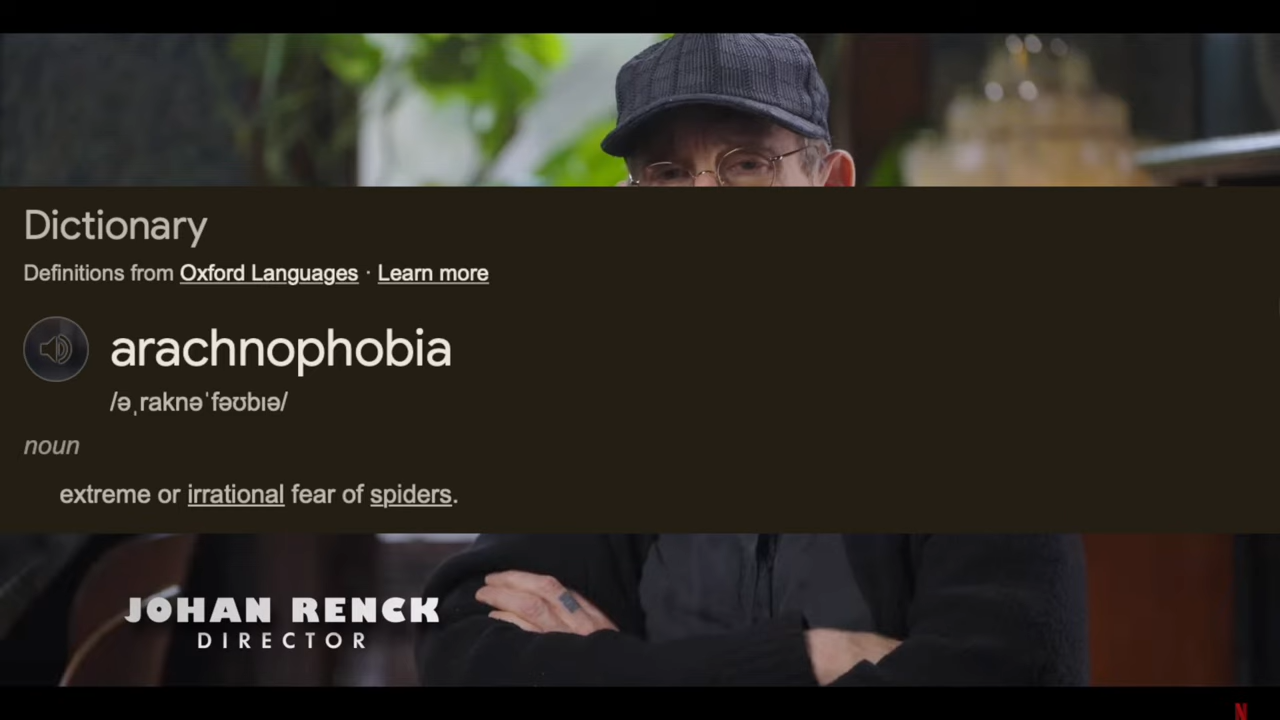 Dictionary
Definitions from Oxford Languages · Learn more
arachnophobia
/əˌraknəˈfəʊbɪə/
noun
extreme or irrational fear of spiders.
JOHAN RENCK
DIRECTOR
N